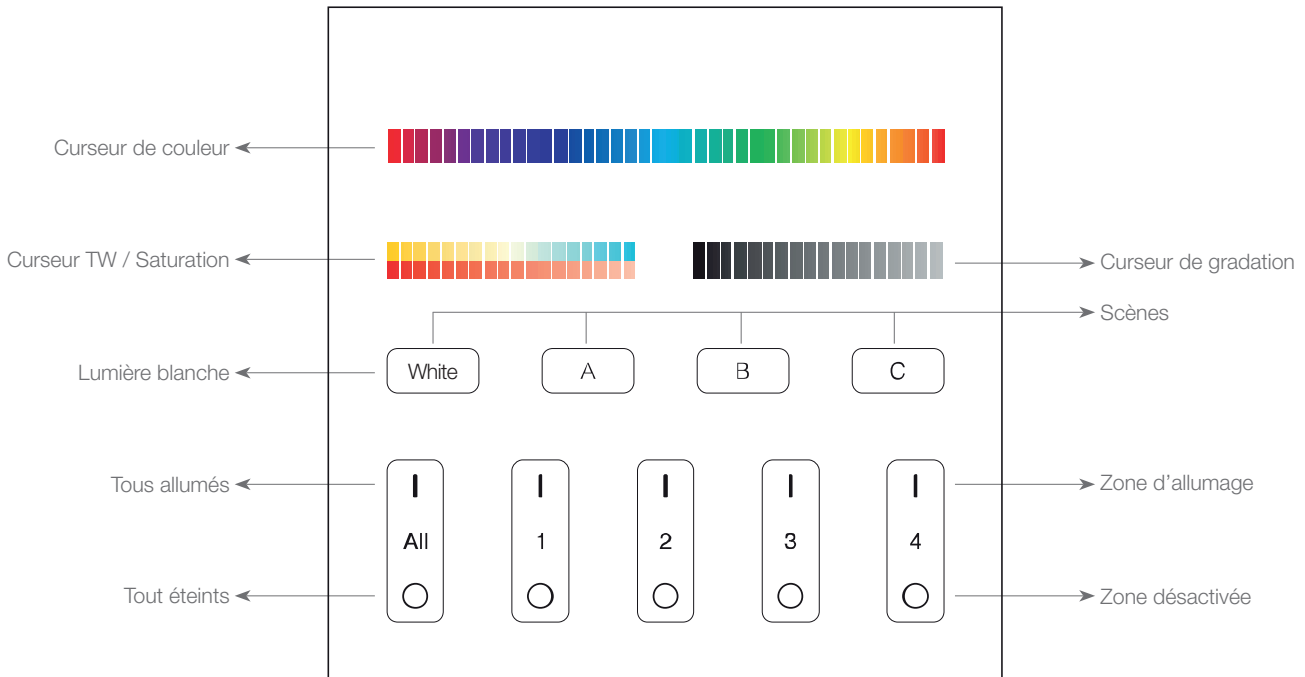 Curseur de couleur
Curseur TW / Saturation
Curseur de gradation
Scènes
Lumière blanche
White
A
B
C
Tous allumés
Zone d’allumage
All
1
2
3
4
Tout éteints
Zone désactivée